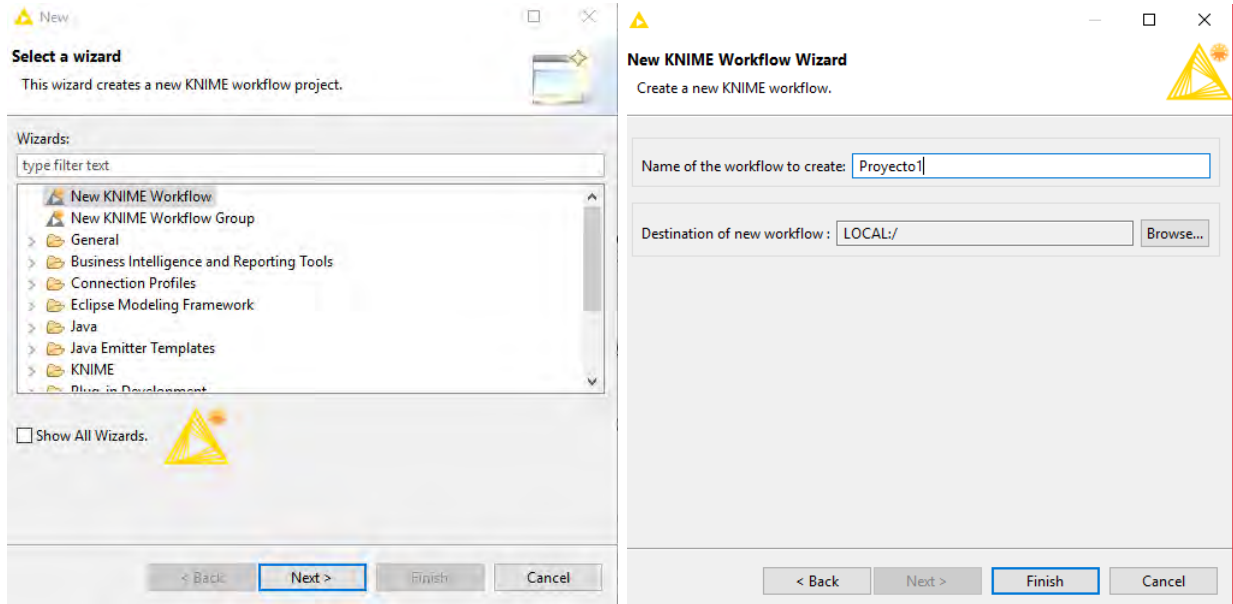 New
Select a wizard
This wizard creates a new KNIME workflow project.
Wizards:
type filter text
New KNIME Workflow
New KNIME Workflow Group
General
Business Intelligence and Reporting Tools
Connection Profiles
Eclipse Modeling Framework
Java
Java Emitter Templates
KNIME
Plug-in Development
Show All Wizards.
< Back
Next >
Finish
Cancel
New KNIME Workflow Wizard
Create a new KNIME workflow.
Name of the workflow to create: Proyecto1
Destination of new workflow : LOCAL:/ Browse...
< Back
Next >
Finish
Cancel